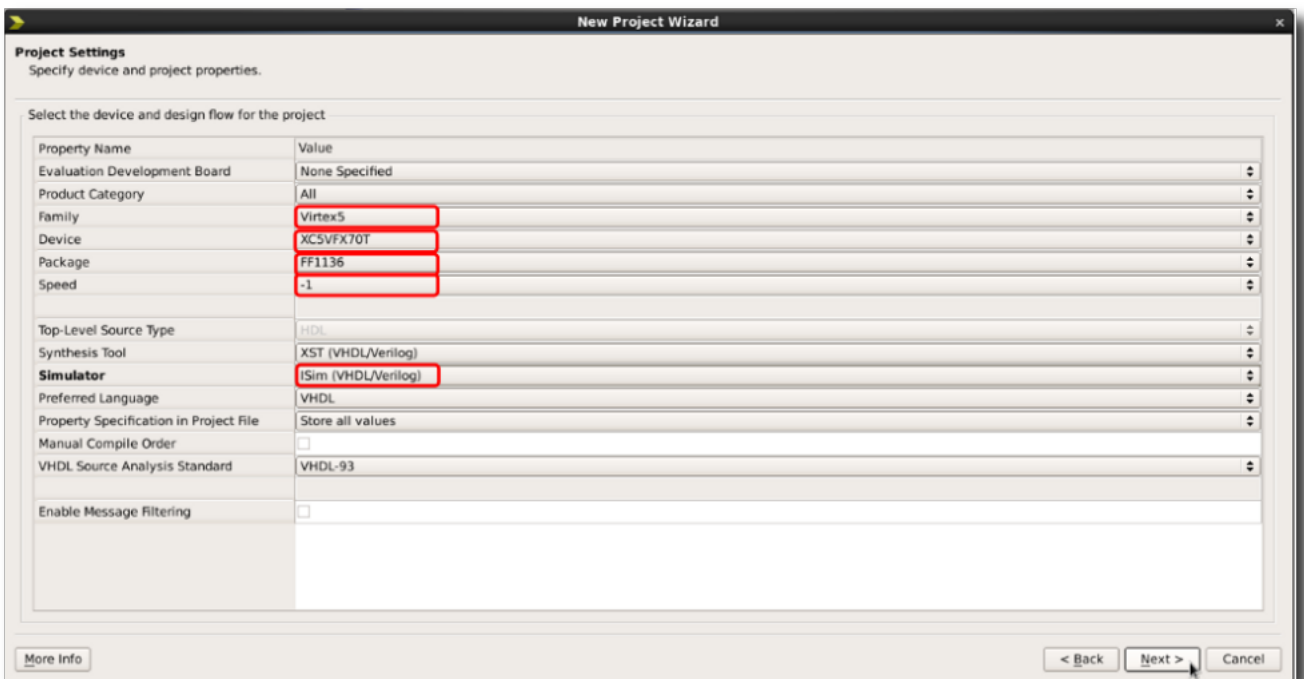 New Project Wizard
Project Settings
Specify device and project properties.
Select the device and design flow for the project
Property Name Value
Evaluation Development Board None Specified
Product Category All
Family Virtex5
Device XC5VFX70T
Package FF1136
Speed -1
Top-Level Source Type HDL
Synthesis Tool XST (VHDL/Verilog)
Simulator ISim (VHDL/Verilog)
Preferred Language VHDL
Property Specification in Project File Store all values
Manual Compile Order
VHDL Source Analysis Standard VHDL-93
Enable Message Filtering
More Info < Back Next > Cancel